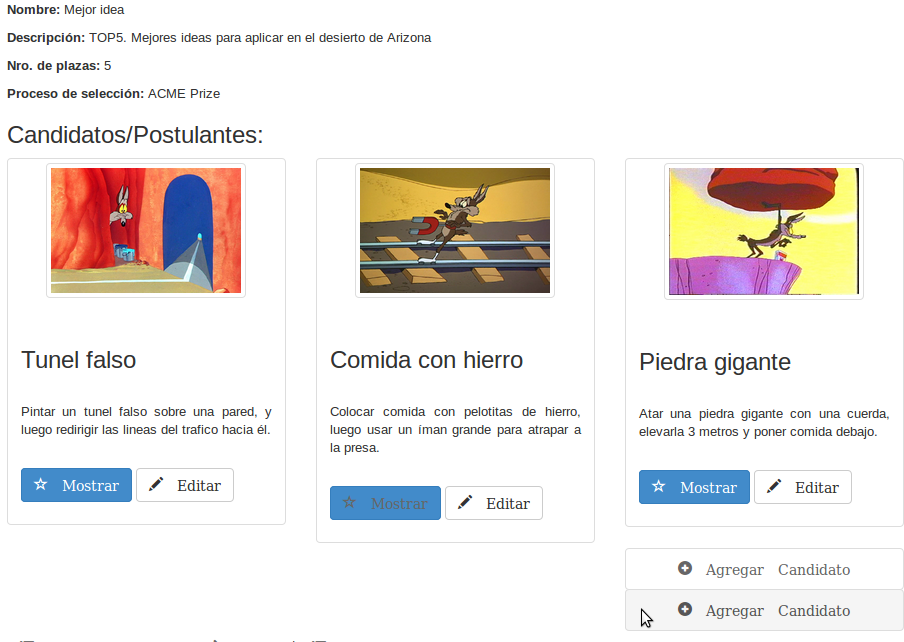 Nombre: Mejor idea
Descripción: TOP5. Mejores ideas para aplicar en el desierto de Arizona
Nro. de plazas: 5
Proceso de selección: ACME Prize
Candidatos/Postulantes:
Tunel falso
Pintar un tunel falso sobre una pared, y
luego redirigir las lineas del trafico hacia él.
Mostrar Editar
Comida con hierro
Colocar comida con pelotitas de hierro,
luego usar un íman grande para atrapar a
la presa.
Mostrar Editar
Piedra gigante
Atar una piedra gigante con una cuerda,
elevarla 3 metros y poner comida debajo.
Mostrar Editar
Agregar Candidato
Agregar Candidato